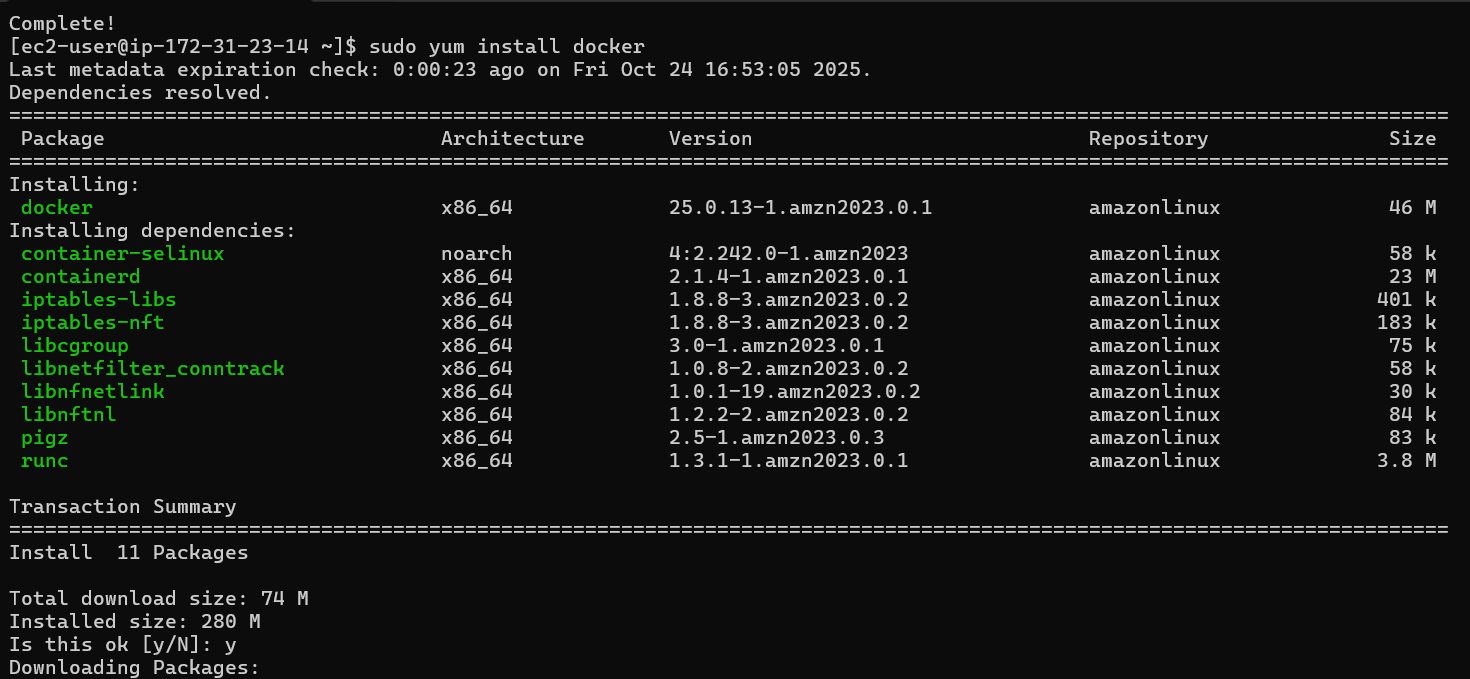 Complete!
[ec2-user@ip-172-31-23-14 ~]$ sudo yum install docker
Last metadata expiration check: 0:00:23 ago on Fri Oct 24 16:53:05 2025.
Dependencies resolved.
========================================================================================================================
 Package                           Architecture       Version                            Repository                Size
========================================================================================================================
Installing:
 docker                            x86_64             25.0.13-1.amzn2023.0.1             amazonlinux               46 M
Installing dependencies:
 container-selinux                 noarch             4:2.242.0-1.amzn2023               amazonlinux               58 k
 containerd                        x86_64             2.1.4-1.amzn2023.0.1               amazonlinux               23 M
 iptables-libs                     x86_64             1.8.8-3.amzn2023.0.2               amazonlinux              401 k
 iptables-nft                      x86_64             1.8.8-3.amzn2023.0.2               amazonlinux              183 k
 libcgroup                         x86_64             3.0-1.amzn2023.0.1                 amazonlinux               75 k
 libnetfilter_conntrack            x86_64             1.0.8-2.amzn2023.0.2               amazonlinux               58 k
 libnfnetlink                      x86_64             1.0.1-19.amzn2023.0.2              amazonlinux               30 k
 libnftnl                          x86_64             1.2.2-2.amzn2023.0.2               amazonlinux               84 k
 pigz                              x86_64             2.5-1.amzn2023.0.3                 amazonlinux               83 k
 runc                              x86_64             1.3.1-1.amzn2023.0.1               amazonlinux              3.8 M

Transaction Summary
========================================================================================================================
Install  11 Packages

Total download size: 74 M
Installed size: 280 M
Is this ok [y/N]: y
Downloading Packages: